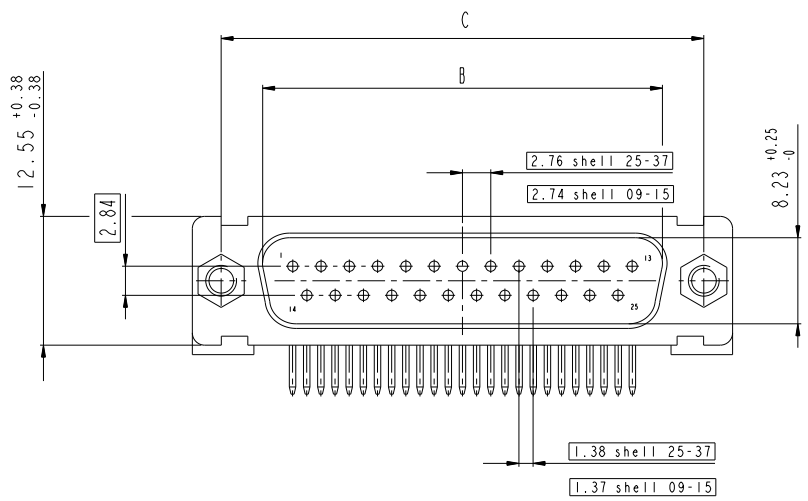 C
B
12.55 +0.38 -0.38
2.76 shell 25-37
2.74 shell 09-15
8.23 +0.25 -0
2.84
1
13
14
25
1.38 shell 25-37
1.37 shell 09-15